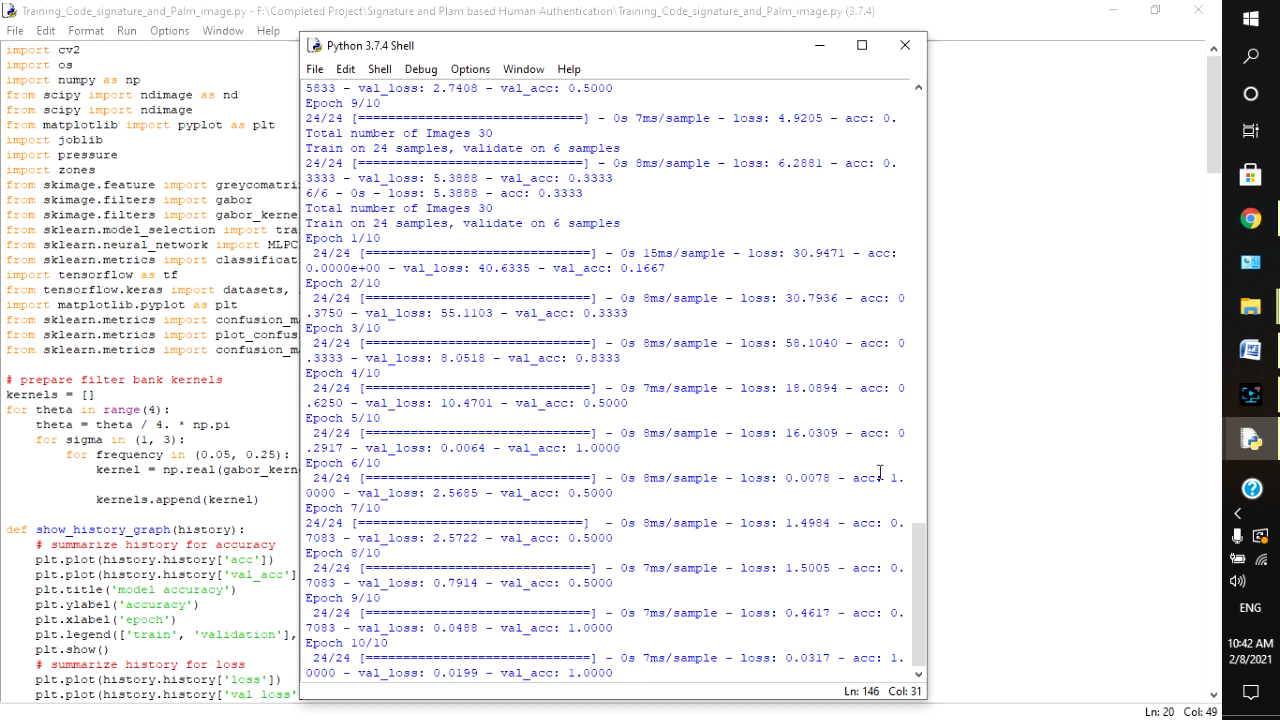 Training_Code_signature_and_Palm_image.py - F:\Completed Project\Signature and Plam based Human Authentication\Training_Code_signature_and_Palm_image.py (3.7.4)
File Edit Format Run Options Window Help
import cv2
import os
import numpy as np
from scipy import ndimage as nd
from scipy import ndimage
from matplotlib import pyplot as plt
import joblib
import pressure
import zones
from skimage.feature import greycomatri
from skimage.filters import gabor
from skimage.filters import gabor_kerne
from sklearn.model_selection import tra
from sklearn.neural_network import MLPC
from sklearn.metrics import classificat
import tensorflow as tf
from tensorflow.keras import datasets,
import matplotlib.pyplot as plt
from sklearn.metrics import confusion_m
from sklearn.metrics import plot_confus
from sklearn.metrics import confusion_ma
# prepare filter bank kernels
kernels = []
for theta in range(4):
    theta = theta / 4. * np.pi
    for sigma in (1, 3):
        for frequency in (0.05, 0.25):
            kernel = np.real(gabor_kern
            kernels.append(kernel)
def show_history_graph(history):
    # summarize history for accuracy
    plt.plot(history.history['acc'])
    plt.plot(history.history['val_acc']
    plt.title('model accuracy')
    plt.ylabel('accuracy')
    plt.xlabel('epoch')
    plt.legend(['train', 'validation'],
    plt.show()
    # summarize history for loss
    plt.plot(history.history['loss'])
    plt.plot(history.history['val_loss'
Python 3.7.4 Shell
File Edit Shell Debug Options Window Help
5833 - val_loss: 2.7408 - val_acc: 0.5000
Epoch 9/10
24/24 [==============================] - 0s 7ms/sample - loss: 4.9205 - acc: 0.
Total number of Images 30
Train on 24 samples, validate on 6 samples
24/24 [==============================] - 0s 8ms/sample - loss: 6.2881 - acc: 0.
3333 - val_loss: 5.3888 - val_acc: 0.3333
6/6 - 0s - loss: 5.3888 - acc: 0.3333
Total number of Images 30
Train on 24 samples, validate on 6 samples
Epoch 1/10
24/24 [==============================] - 0s 15ms/sample - loss: 30.9471 - acc:
0.0000e+00 - val_loss: 40.6335 - val_acc: 0.1667
Epoch 2/10
24/24 [==============================] - 0s 8ms/sample - loss: 30.7936 - acc: 0
.3750 - val_loss: 55.1103 - val_acc: 0.3333
Epoch 3/10
24/24 [==============================] - 0s 8ms/sample - loss: 58.1040 - acc: 0
.3333 - val_loss: 8.0518 - val_acc: 0.8333
Epoch 4/10
24/24 [==============================] - 0s 7ms/sample - loss: 18.0894 - acc: 0
.6250 - val_loss: 10.4701 - val_acc: 0.5000
Epoch 5/10
24/24 [==============================] - 0s 8ms/sample - loss: 16.0309 - acc: 0
.2917 - val_loss: 0.0064 - val_acc: 1.0000
Epoch 6/10
24/24 [==============================] - 0s 8ms/sample - loss: 0.0078 - acc: 1.
0000 - val_loss: 2.5685 - val_acc: 0.5000
Epoch 7/10
24/24 [==============================] - 0s 8ms/sample - loss: 1.4984 - acc: 0.
7083 - val_loss: 2.5722 - val_acc: 0.5000
Epoch 8/10
24/24 [==============================] - 0s 7ms/sample - loss: 1.5005 - acc: 0.
7083 - val_loss: 0.7914 - val_acc: 0.5000
Epoch 9/10
24/24 [==============================] - 0s 7ms/sample - loss: 0.4617 - acc: 0.
7083 - val_loss: 0.0488 - val_acc: 1.0000
Epoch 10/10
24/24 [==============================] - 0s 7ms/sample - loss: 0.0317 - acc: 1.
0000 - val_loss: 0.0199 - val_acc: 1.0000
Ln: 146 Col: 31
Ln: 20 Col: 49
ENG
10:42 AM
2/8/2021